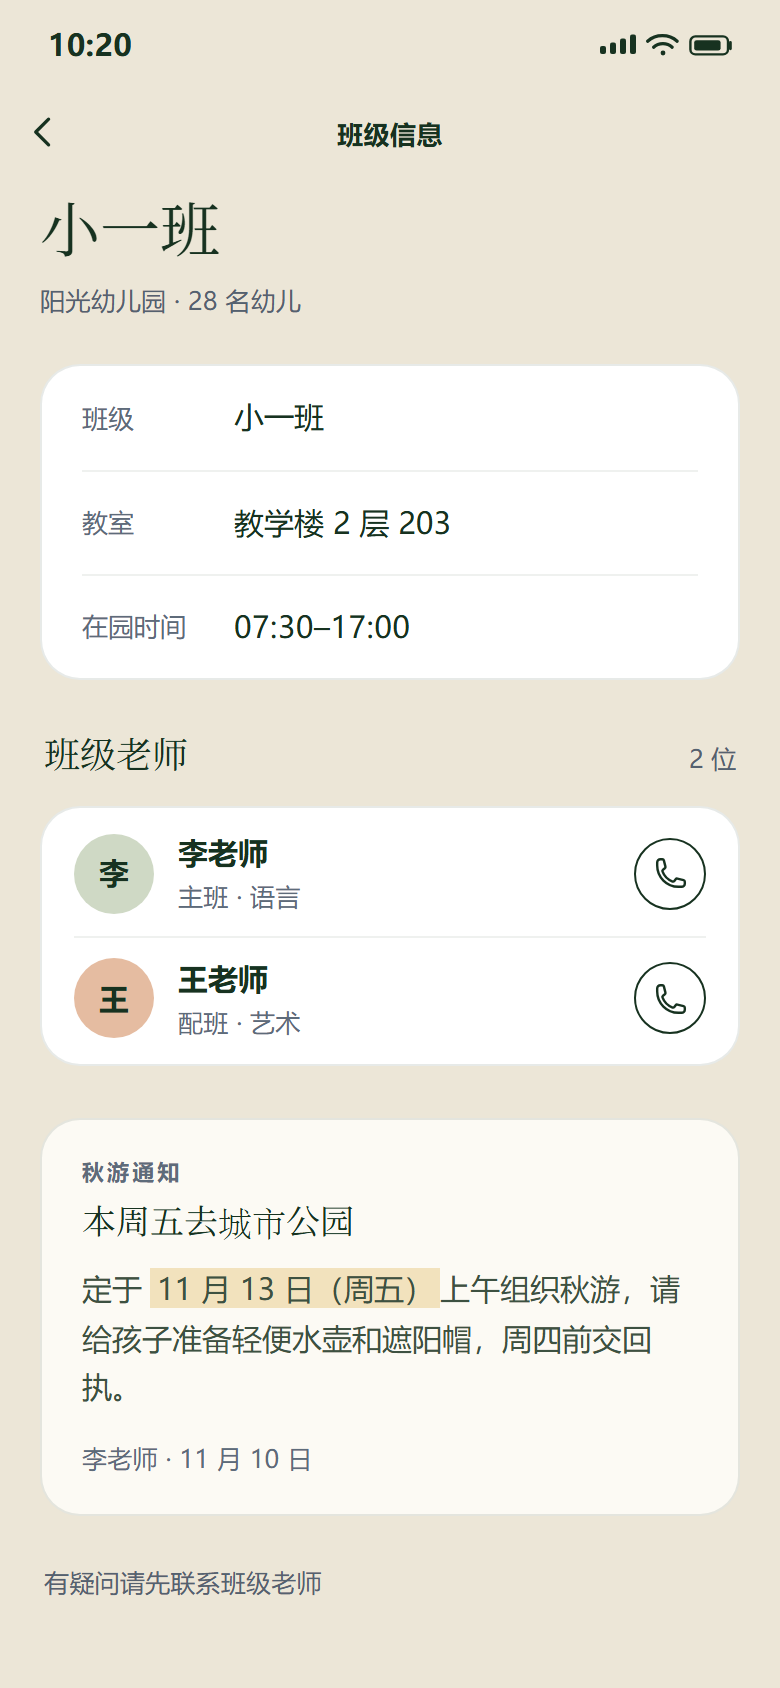 10:20
班级信息
小一班
阳光幼儿园 · 28 名幼儿
班级 小一班
教室 教学楼 2 层 203
在园时间 07:30–17:00
班级老师 2 位
李 李老师
主班 · 语言
王 王老师
配班 · 艺术
秋游通知
本周五去城市公园
定于 11 月 13 日（周五）上午组织秋游，请
给孩子准备轻便水壶和遮阳帽，周四前交回
执。
李老师 · 11 月 10 日
有疑问请先联系班级老师